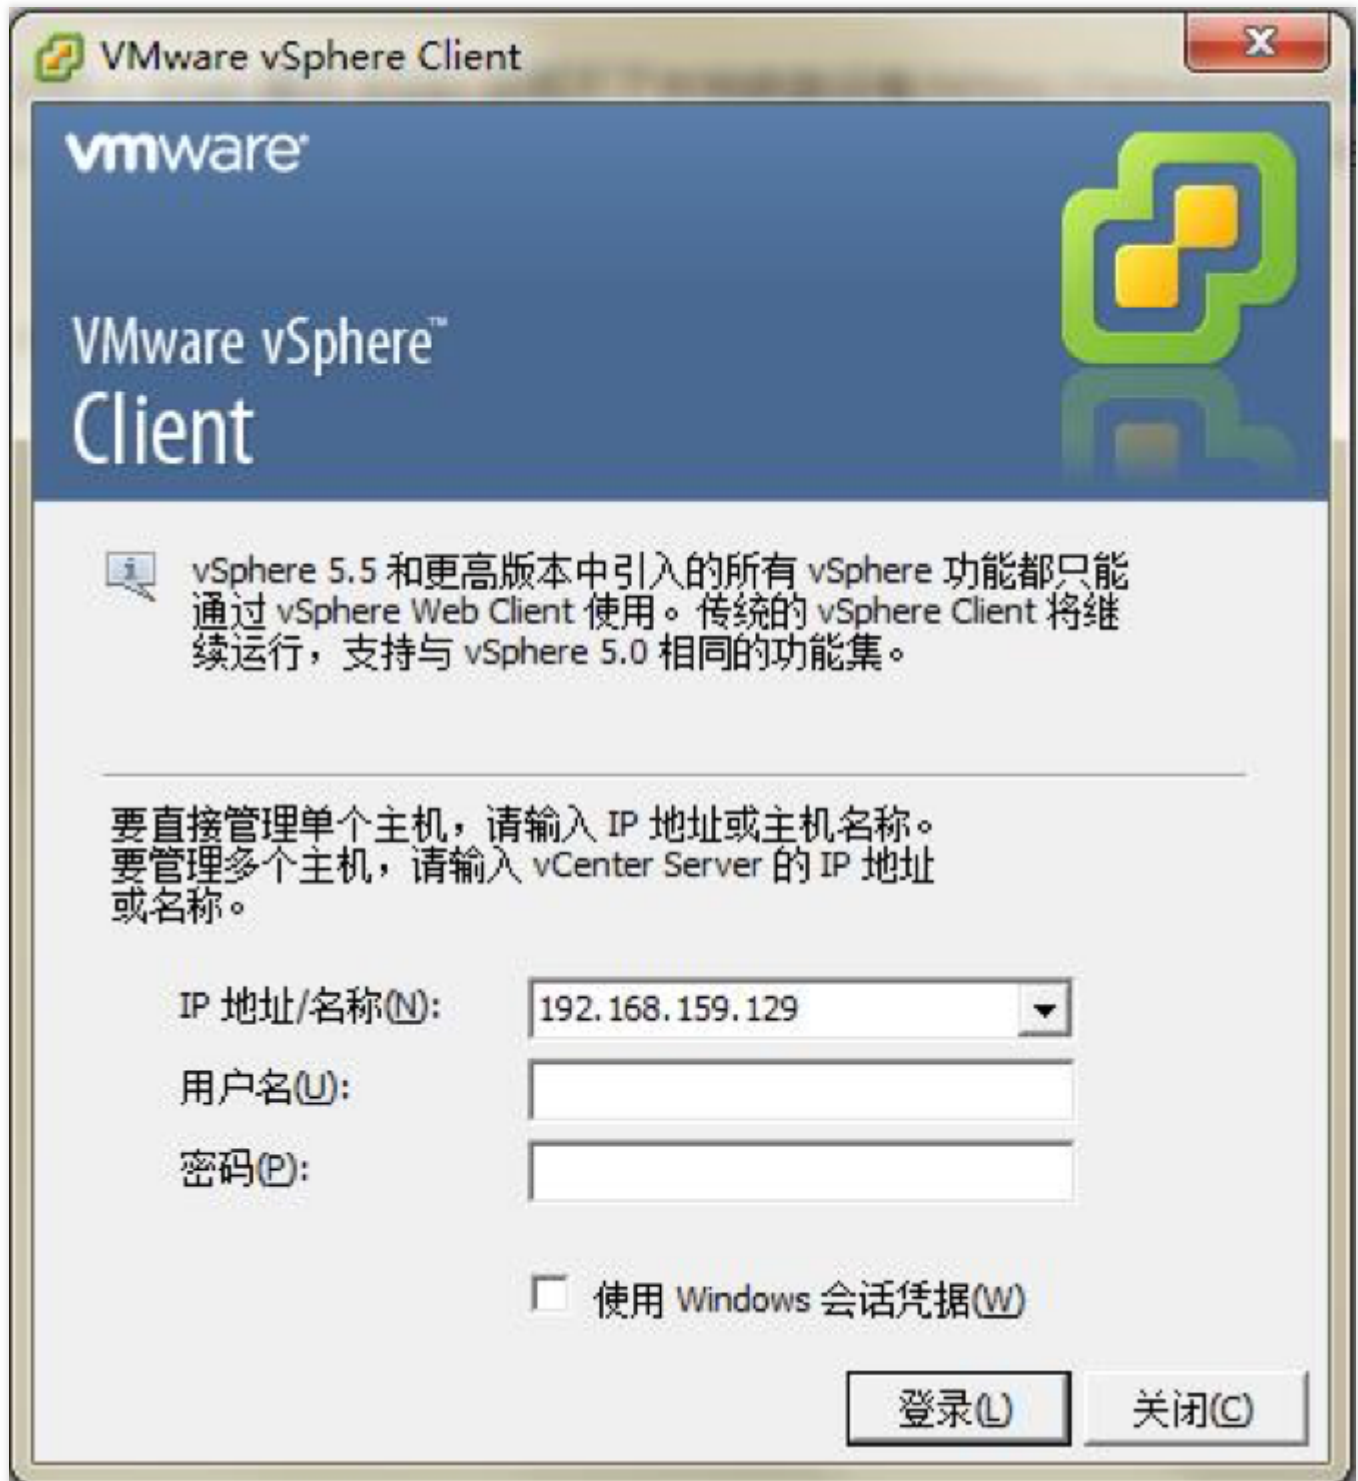 VMware vSphere Client
vmware
VMware vSphere™
Client
vSphere 5.5 和更高版本中引入的所有 vSphere 功能都只能
通过 vSphere Web Client 使用。传统的 vSphere Client 将继
续运行，支持与 vSphere 5.0 相同的功能集。
要直接管理单个主机，请输入 IP 地址或主机名称。
要管理多个主机，请输入 vCenter Server 的 IP 地址
或名称。
IP 地址/名称(N): 192.168.159.129
用户名(U):
密码(P):
使用 Windows 会话凭据(W)
登录(L) 关闭(C)